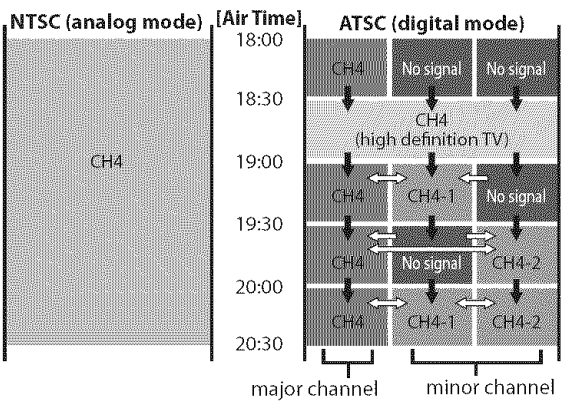 NTSC (analog mode) [Air Time] ATSC (digital mode)
18:00
CH4 No signal No signal
18:30
CH4
(high definition TV)
CH4
19:00
CH4 CH4-1 No signal
19:30
CH4 No signal CH4-2
20:00
CH4 CH4-1 CH4-2
20:30
major channel minor channel